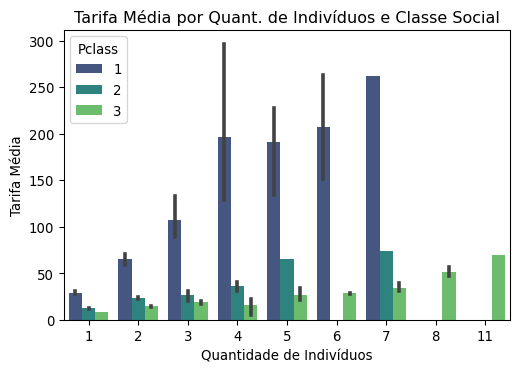 Tarifa Média por Quant. de Indivíduos e Classe Social
300
250
200
150
100
50
0
Tarifa Média
Pclass
1
2
3
1 2 3 4 5 6 7 8 11
Quantidade de Indivíduos